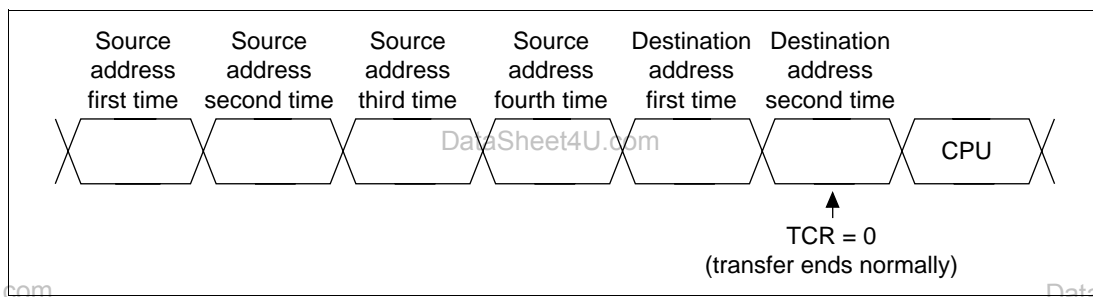 Source address first time
Source address second time
Source address third time
Source address fourth time
Destination address first time
Destination address second time
DataSheet4U.com
CPU
TCR = 0
(transfer ends normally)
.com
Data